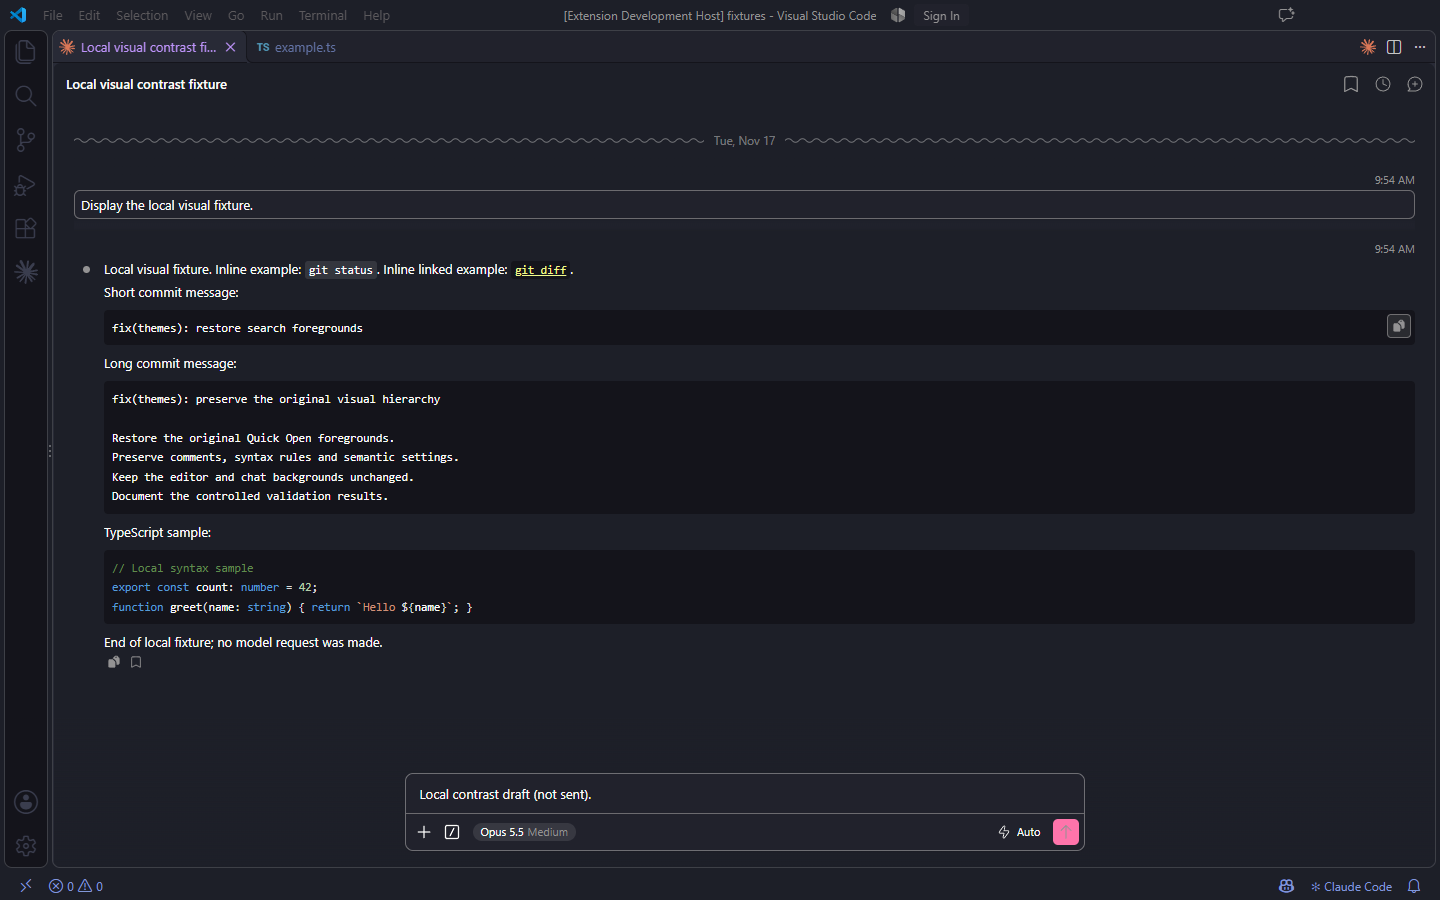 File Edit Selection View Go Run Terminal Help [Extension Development Host] fixtures - Visual Studio Code Sign In
Local visual contrast fi... TS example.ts
Local visual contrast fixture
Tue, Nov 17
9:54 AM
Display the local visual fixture.
9:54 AM
Local visual fixture. Inline example: git status. Inline linked example: git diff.
Short commit message:
fix(themes): restore search foregrounds
Long commit message:
fix(themes): preserve the original visual hierarchy
Restore the original Quick Open foregrounds.
Preserve comments, syntax rules and semantic settings.
Keep the editor and chat backgrounds unchanged.
Document the controlled validation results.
TypeScript sample:
// Local syntax sample
export const count: number = 42;
function greet(name: string) { return `Hello ${name}`; }
End of local fixture; no model request was made.
Local contrast draft (not sent).
Opus 5.5 Medium Auto
0 0 Claude Code